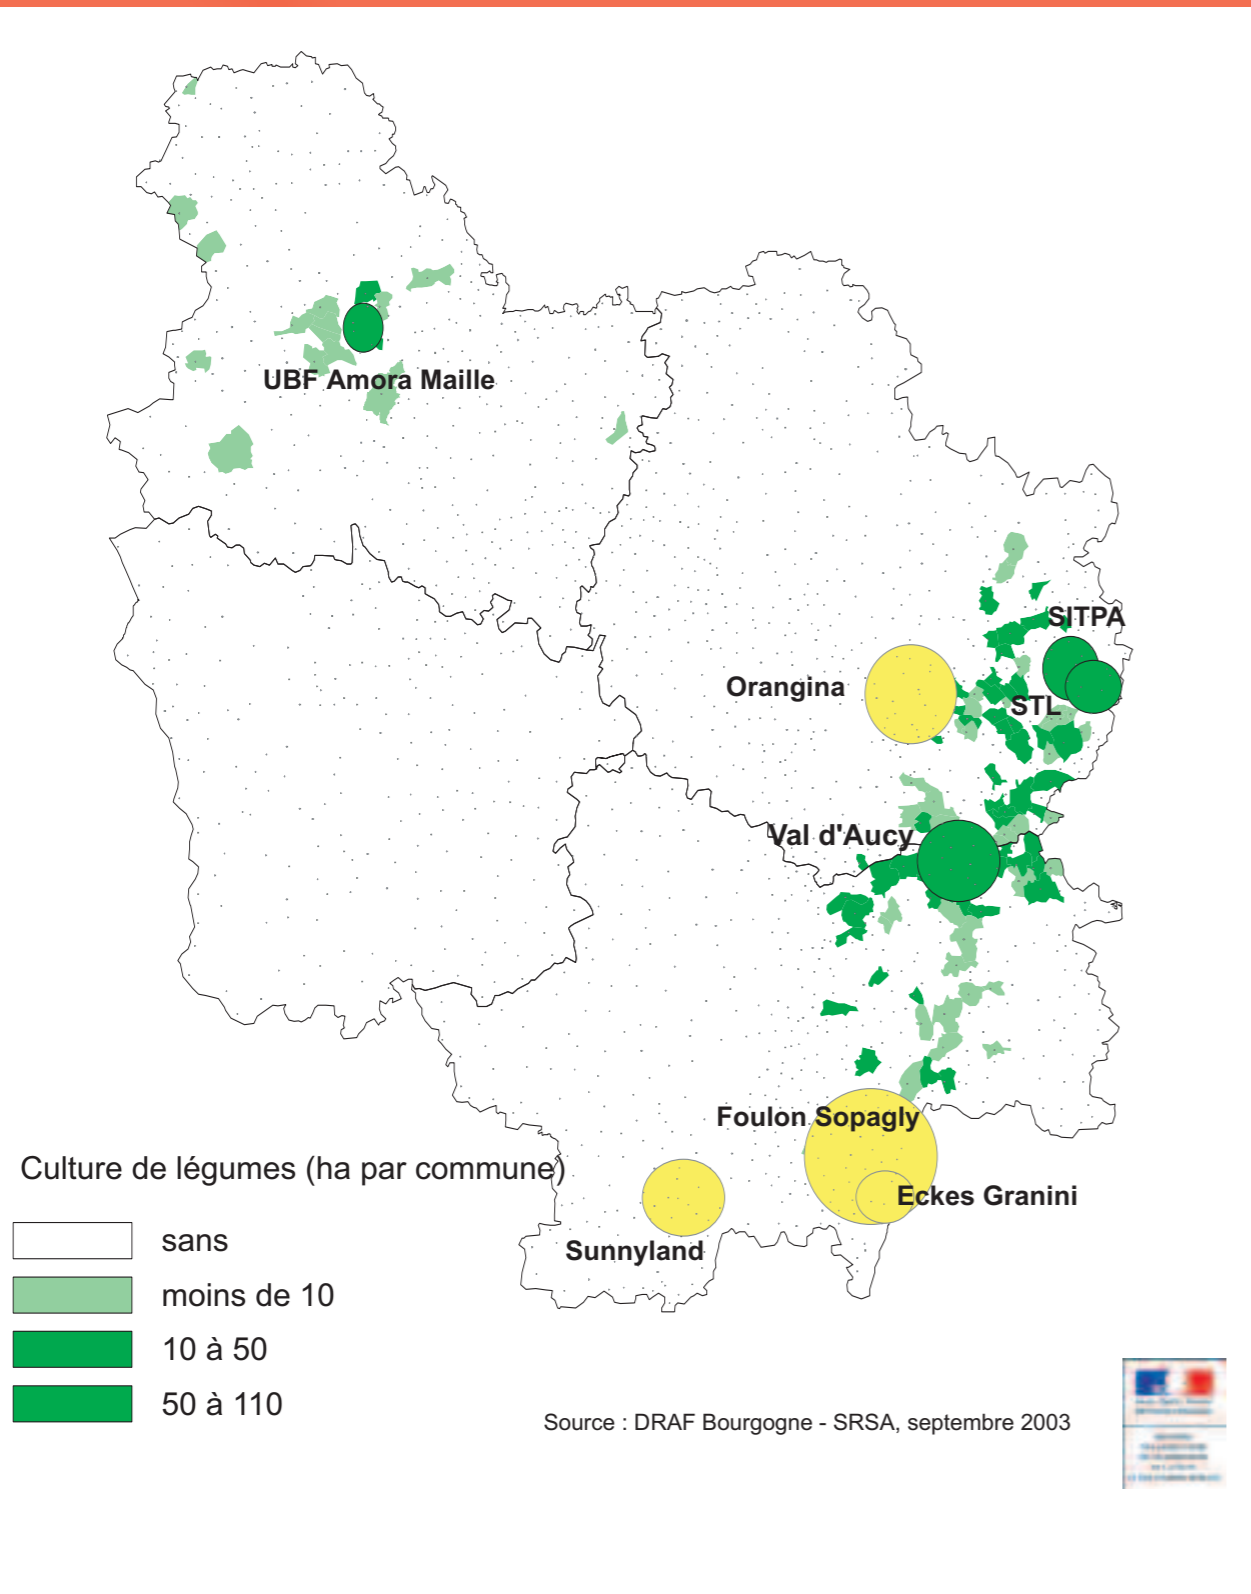 UBF Amora Maille
SITPA
Orangina
STL
Val d'Aucy
Foulon Sopagly
Eckes Granini
Sunnyland
Culture de légumes (ha par commune)
sans
moins de 10
10 à 50
50 à 110
Source : DRAF Bourgogne - SRSA, septembre 2003